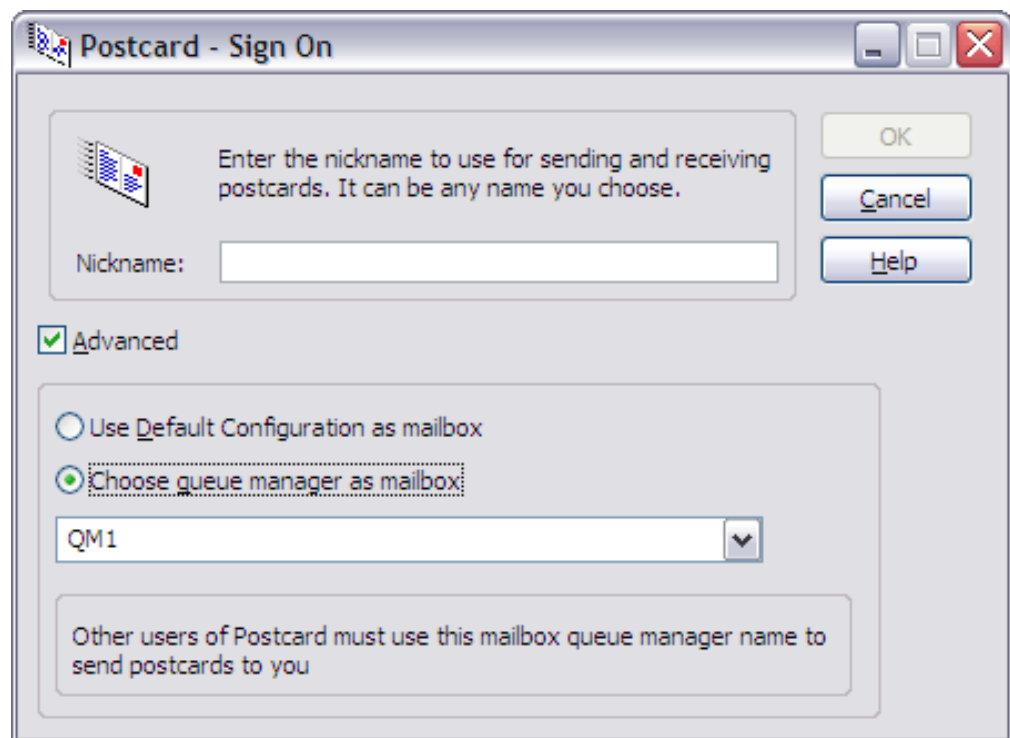 Postcard - Sign On
Enter the nickname to use for sending and receiving
postcards. It can be any name you choose.
Nickname:
OK
Cancel
Help
Advanced
Use Default Configuration as mailbox
Choose queue manager as mailbox
QM1
Other users of Postcard must use this mailbox queue manager name to
send postcards to you